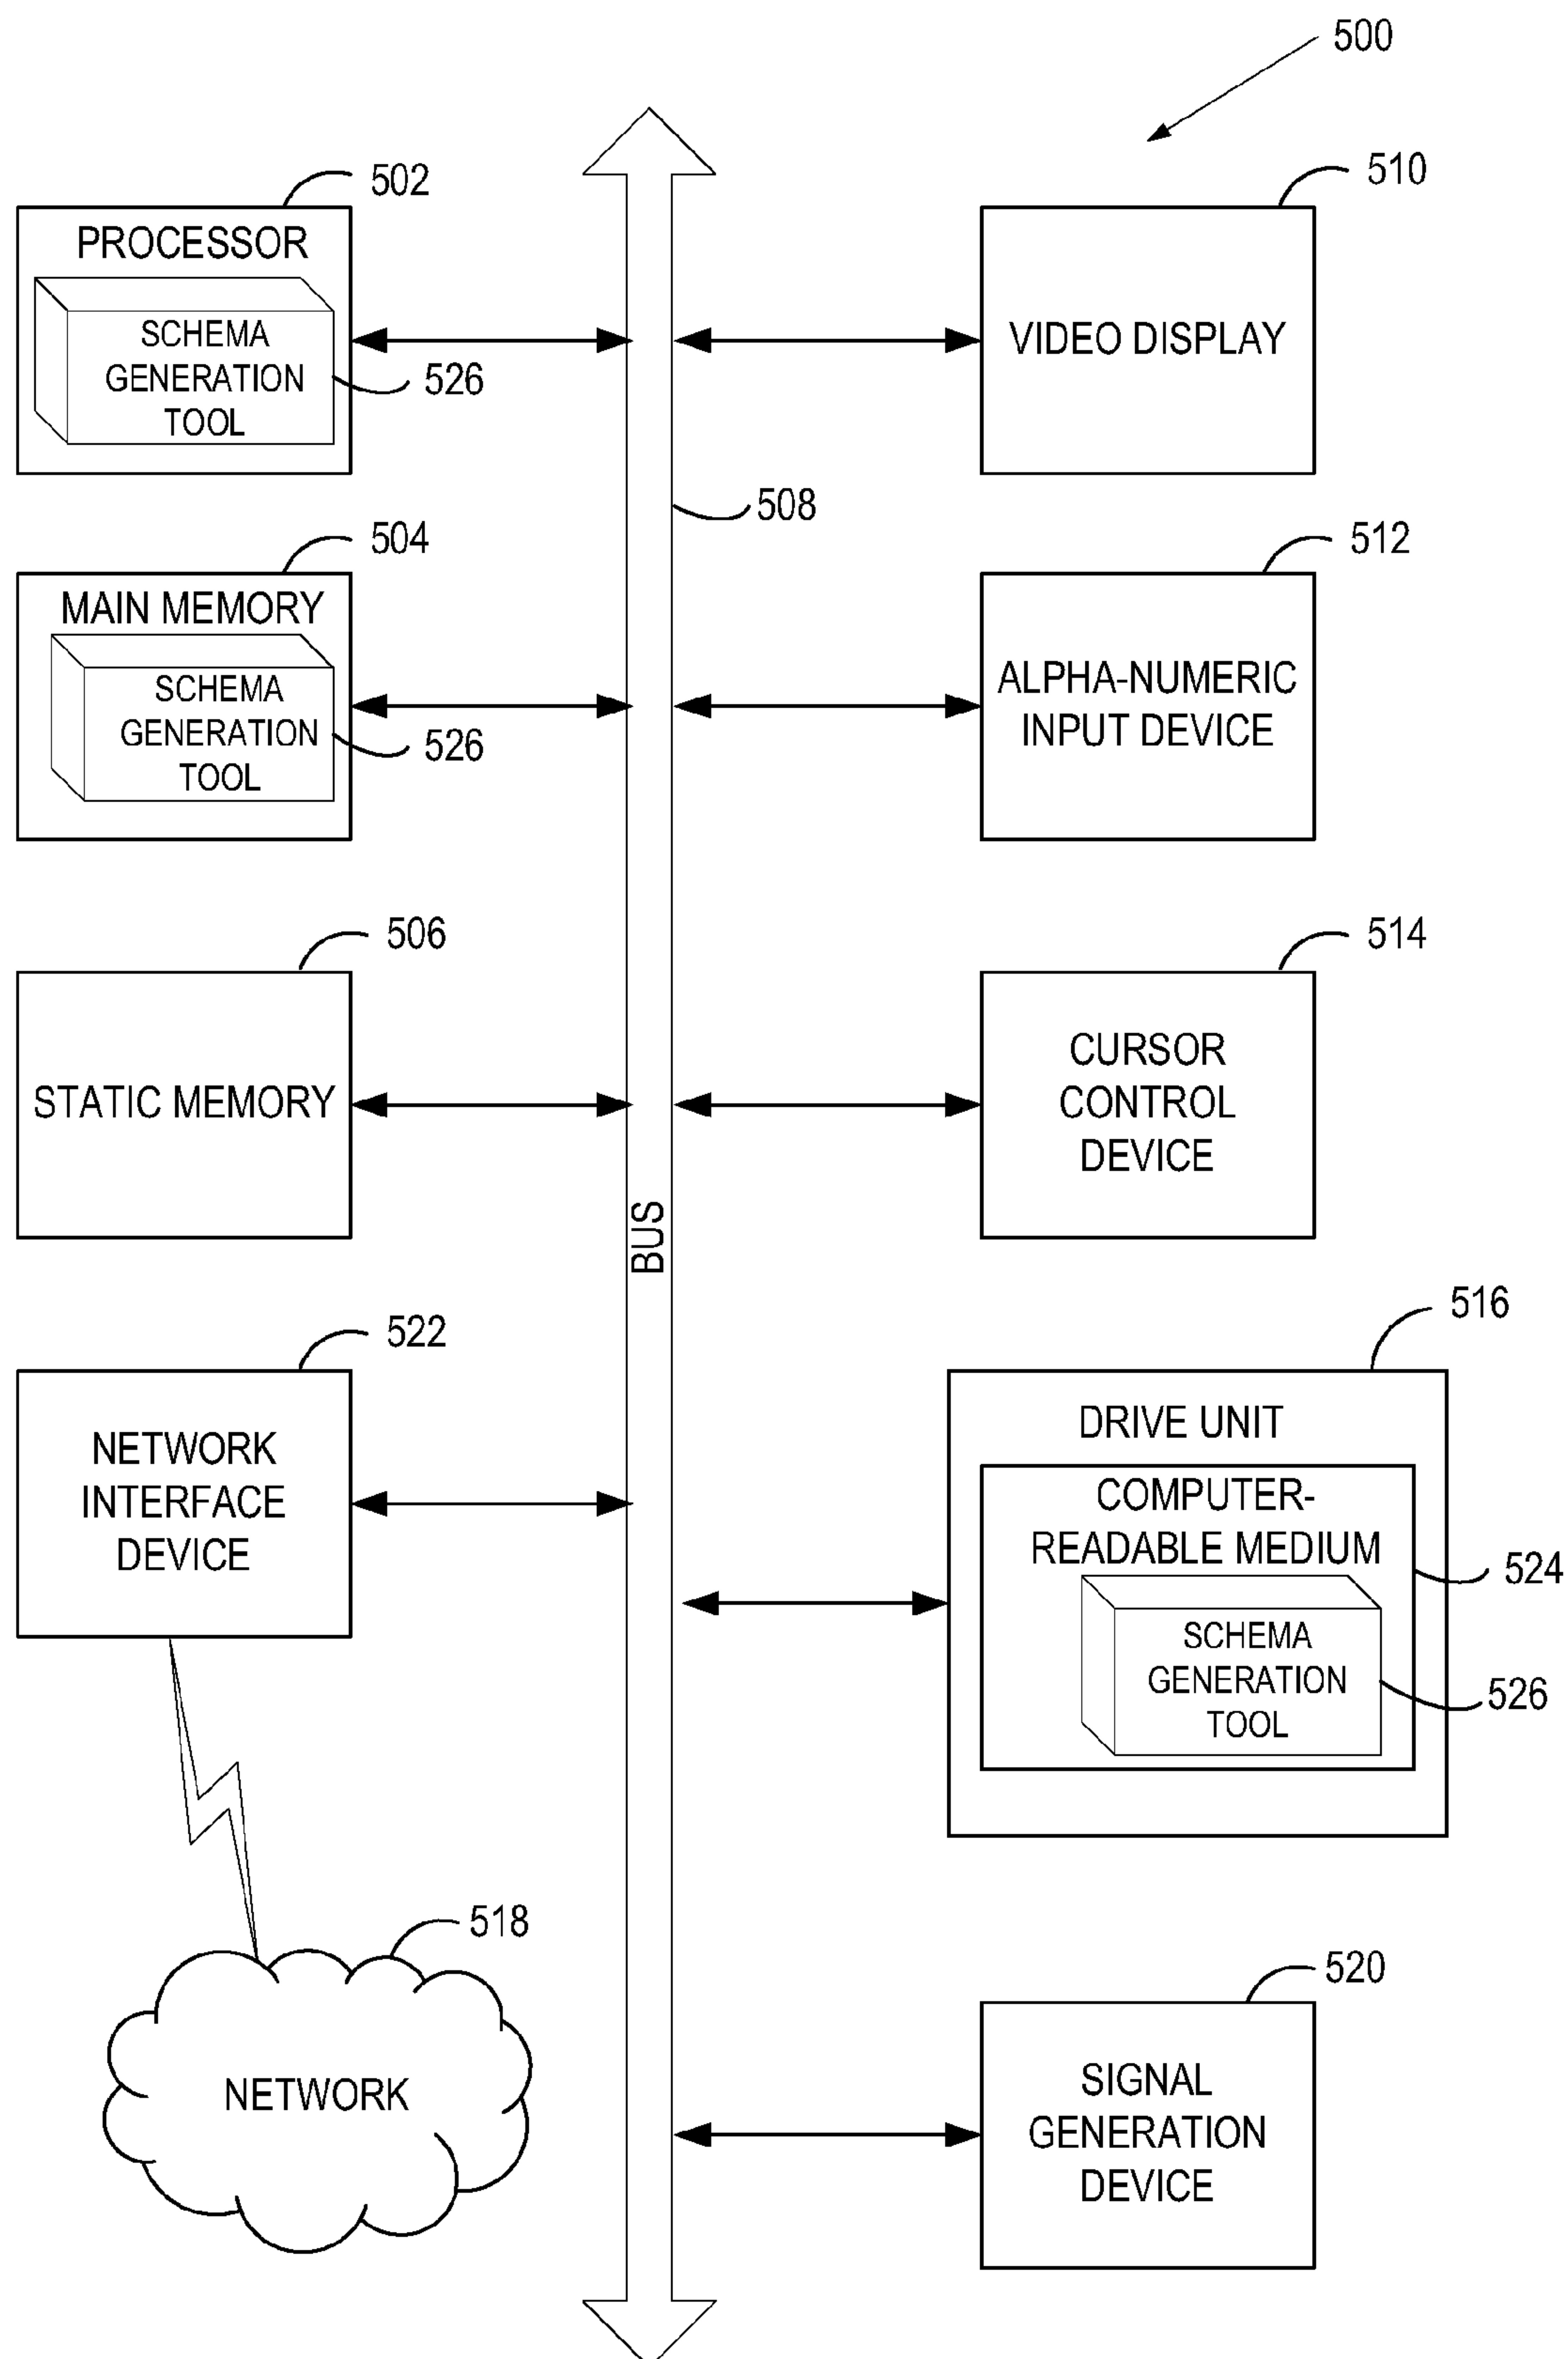 500
502
PROCESSOR
SCHEMA
GENERATION
TOOL
526
510
VIDEO DISPLAY
508
504
MAIN MEMORY
SCHEMA
GENERATION
TOOL
526
512
ALPHA-NUMERIC
INPUT DEVICE
506
STATIC MEMORY
514
CURSOR
CONTROL
DEVICE
BUS
522
NETWORK
INTERFACE
DEVICE
516
DRIVE UNIT
COMPUTER-
READABLE MEDIUM
524
SCHEMA
GENERATION
TOOL
526
518
NETWORK
520
SIGNAL
GENERATION
DEVICE